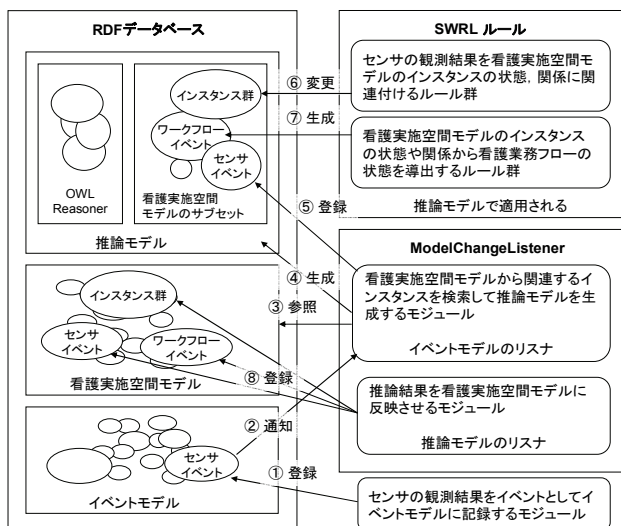 RDFデータベース
OWL
Reasoner
インスタンス群
ワークフロー
イベント
センサ
イベント
看護実施空間
モデルのサブセット
推論モデル
インスタンス群
センサ
イベント
ワークフロー
イベント
看護実施空間モデル
センサ
イベント
イベントモデル
⑥ 変更
⑦ 生成
⑤ 登録
④ 生成
③ 参照
⑧ 登録
② 通知
① 登録
SWRL ルール
センサの観測結果を看護実施空間モ
デルのインスタンスの状態，関係に関
連付けるルール群
看護実施空間モデルのインスタンス
の状態や関係から看護業務フローの
状態を導出するルール群
推論モデルで適用される
ModelChangeListener
看護実施空間モデルから関連するイ
ンスタンスを検索して推論モデルを生
成するモジュール
イベントモデルのリスナ
推論結果を看護実施空間モデルに
反映させるモジュール
推論モデルのリスナ
センサの観測結果をイベントとしてイ
ベントモデルに記録するモジュール